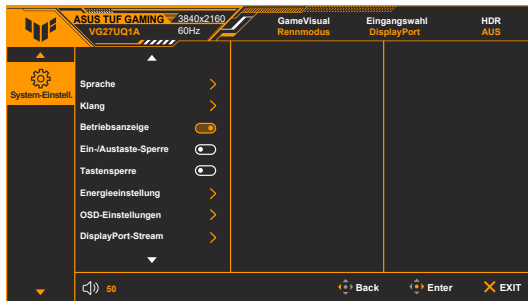 ASUS TUF GAMING 3840x2160
VG27UQ1A 60Hz
GameVisual
Rennmodus
Eingangswahl
DisplayPort
HDR
AUS
System-Einstell.
Sprache
Klang
Betriebsanzeige
Ein-/Austaste-Sperre
Tastensperre
Energieeinstellung
OSD-Einstellungen
DisplayPort-Stream
50
Back
Enter
EXIT